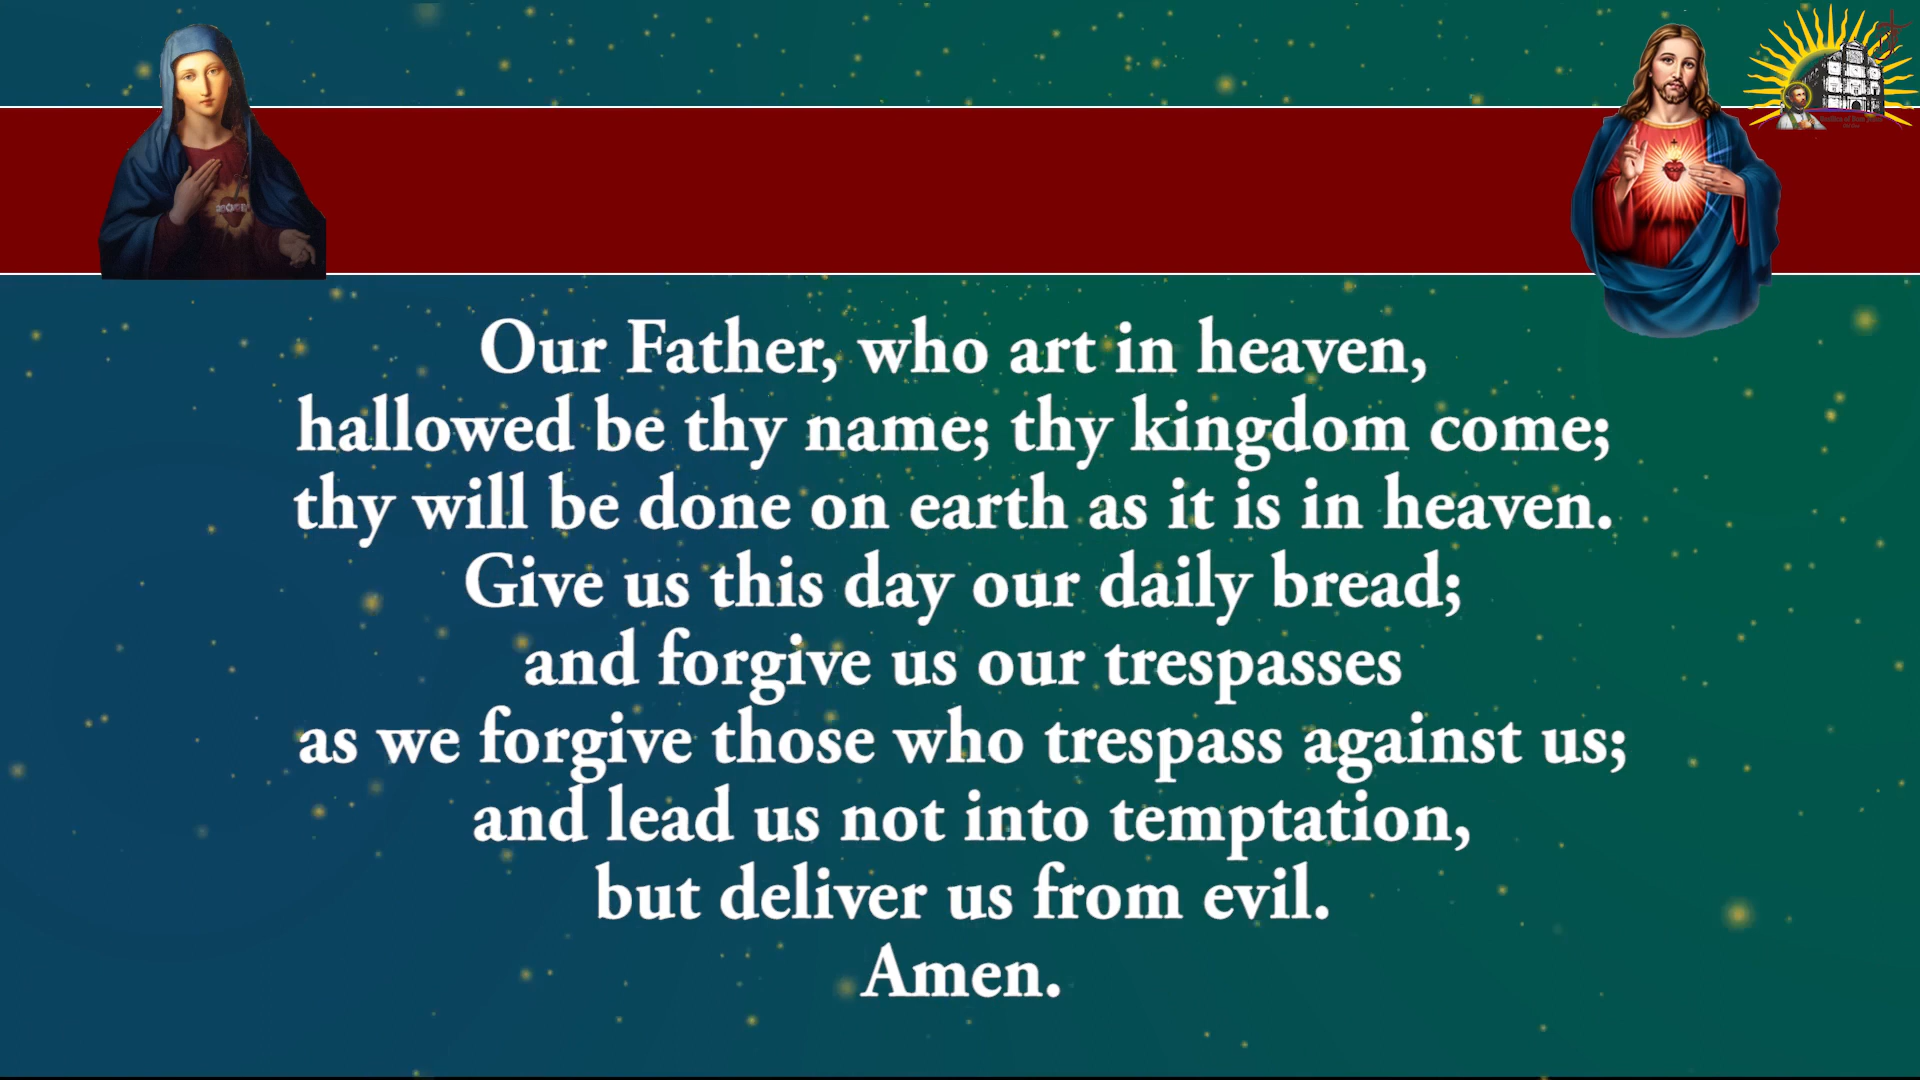 Our Father, who art in heaven,
hallowed be thy name; thy kingdom come;
thy will be done on earth as it is in heaven.
Give us this day our daily bread;
and forgive us our trespasses
as we forgive those who trespass against us;
and lead us not into temptation,
but deliver us from evil.
Amen.